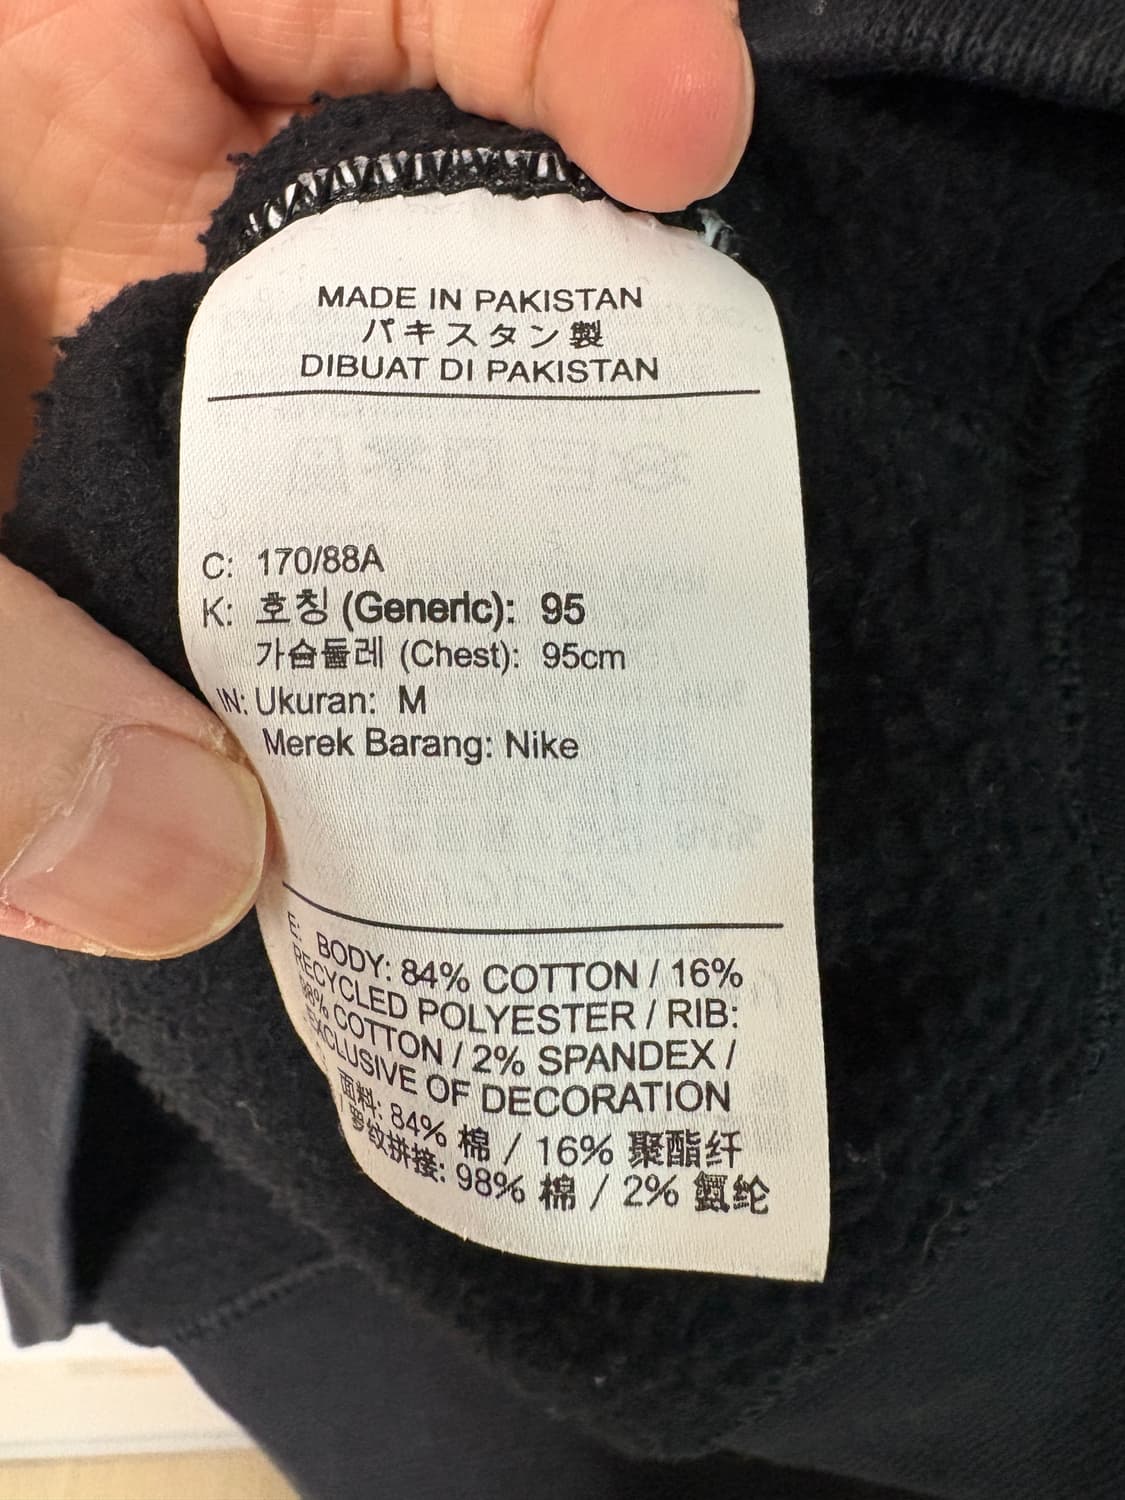 MADE IN PAKISTAN
パキスタン製
DIBUAT DI PAKISTAN
C: 170/88A
K: 호칭 (Generic): 95
가슴둘레 (Chest): 95cm
IN: Ukuran: M
Merek Barang: Nike
E: BODY: 84% COTTON / 16%
RECYCLED POLYESTER / RIB:
98% COTTON / 2% SPANDEX /
EXCLUSIVE OF DECORATION
面料: 84% 棉 / 16% 聚酯纤
罗纹拼接: 98% 棉 / 2% 氨纶